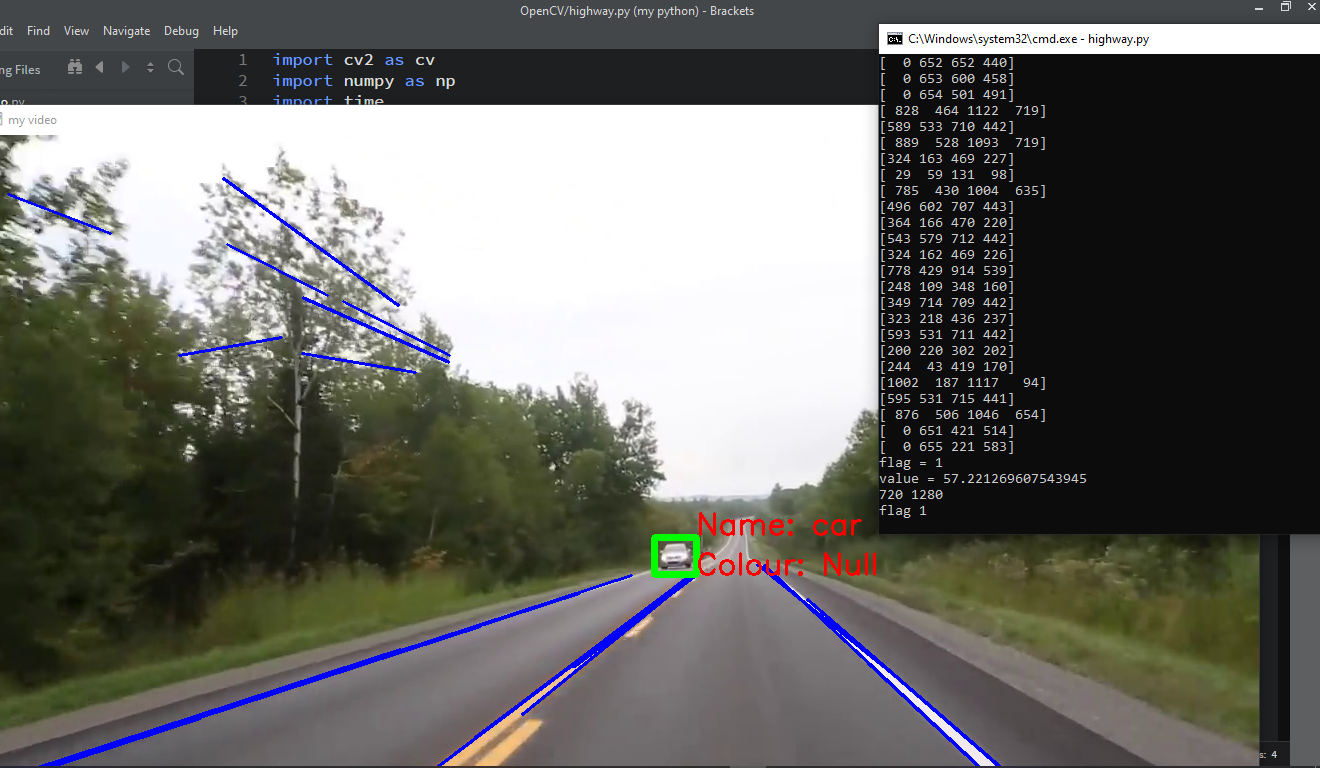 OpenCV/highway.py (my python) - Brackets
dit Find View Navigate Debug Help
ng Files
o.py
1 import cv2 as cv
2 import numpy as np
3 import time
my video
C:\Windows\system32\cmd.exe - highway.py
[  0 652 652 440]
[  0 653 600 458]
[  0 654 501 491]
[ 828  464 1122  719]
[589 533 710 442]
[ 889  528 1093  719]
[324 163 469 227]
[ 29  59 131  98]
[ 785  430 1004  635]
[496 602 707 443]
[364 166 470 220]
[543 579 712 442]
[324 162 469 226]
[778 429 914 539]
[248 109 348 160]
[349 714 709 442]
[323 218 436 237]
[593 531 711 442]
[200 220 302 202]
[244  43 419 170]
[1002  187 1117   94]
[595 531 715 441]
[ 876  506 1046  654]
[  0 651 421 514]
[  0 655 221 583]
flag = 1
value = 57.221269607543945
720 1280
flag 1
Name: car
Colour: Null
s: 4